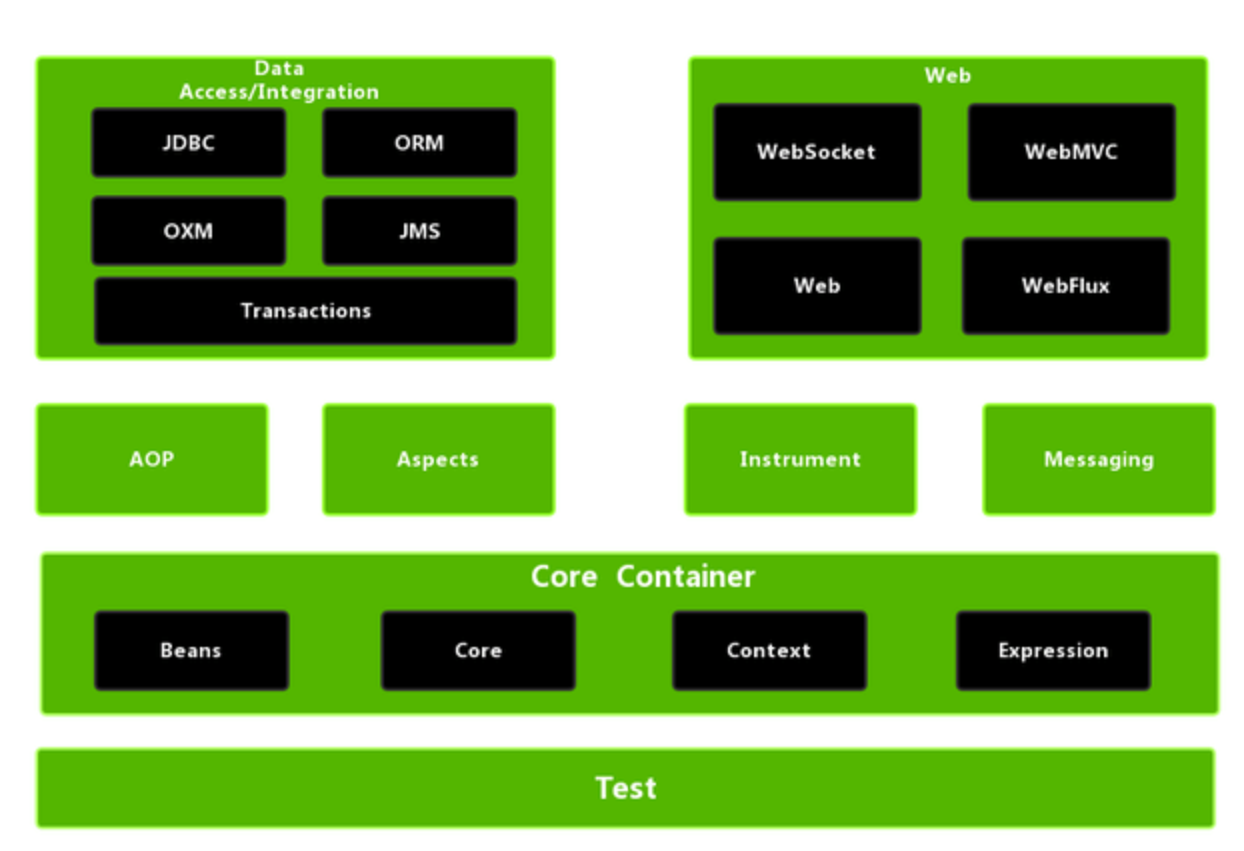 Data
Access/Integration
JDBC
ORM
OXM
JMS
Transactions
Web
WebSocket
WebMVC
Web
WebFlux
AOP
Aspects
Instrument
Messaging
Core Container
Beans
Core
Context
Expression
Test